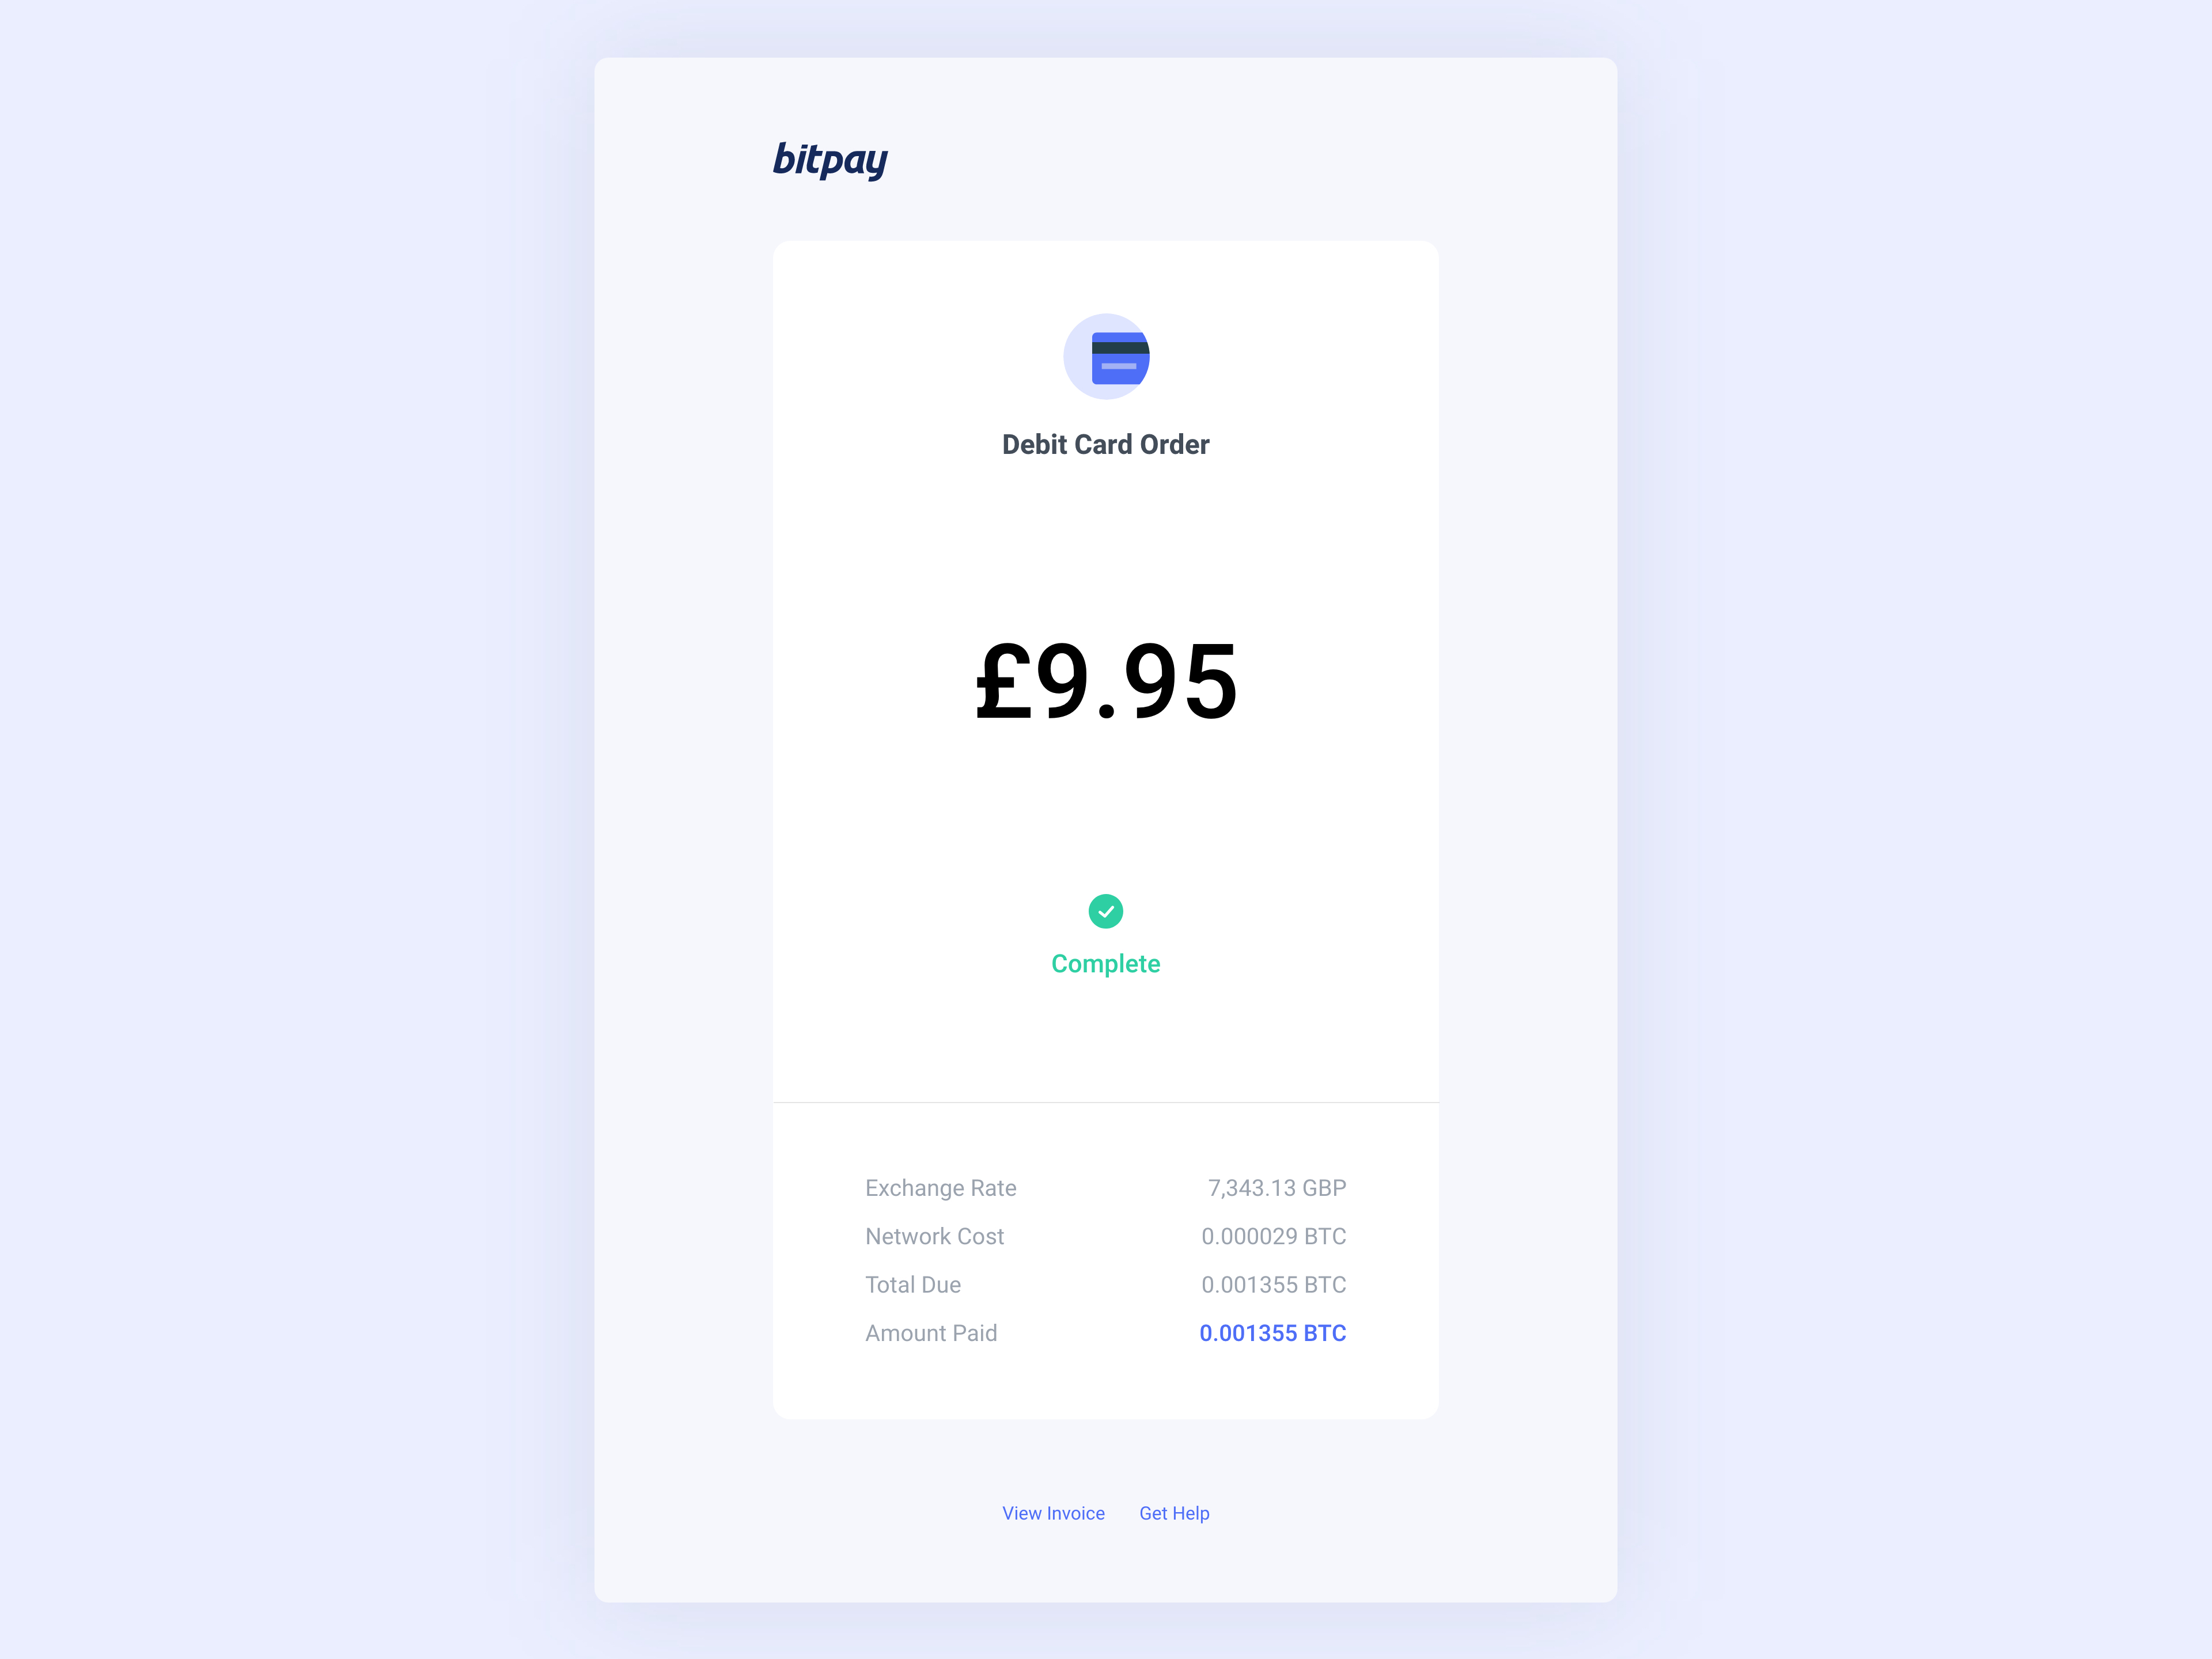 bitpay
Debit Card Order
£9.95
Complete
Exchange Rate 7,343.13 GBP
Network Cost 0.000029 BTC
Total Due 0.001355 BTC
Amount Paid 0.001355 BTC
View Invoice Get Help